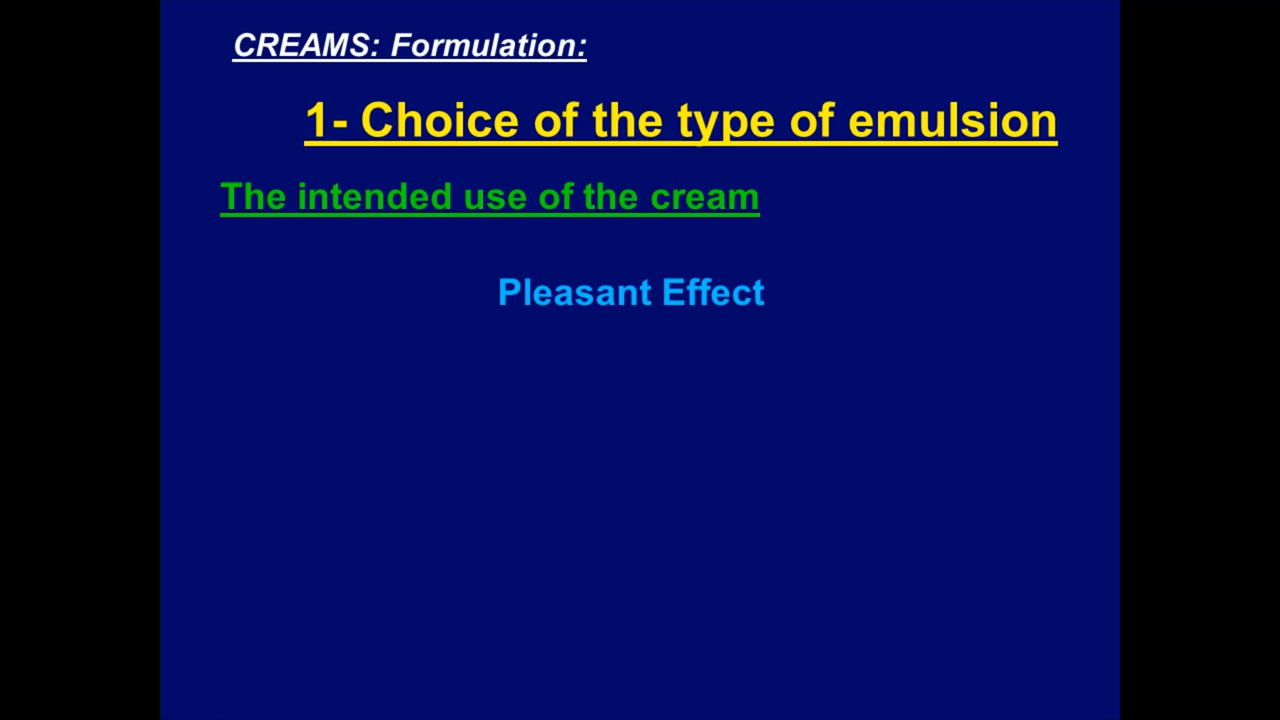 CREAMS: Formulation:
1- Choice of the type of emulsion
The intended use of the cream
Pleasant Effect